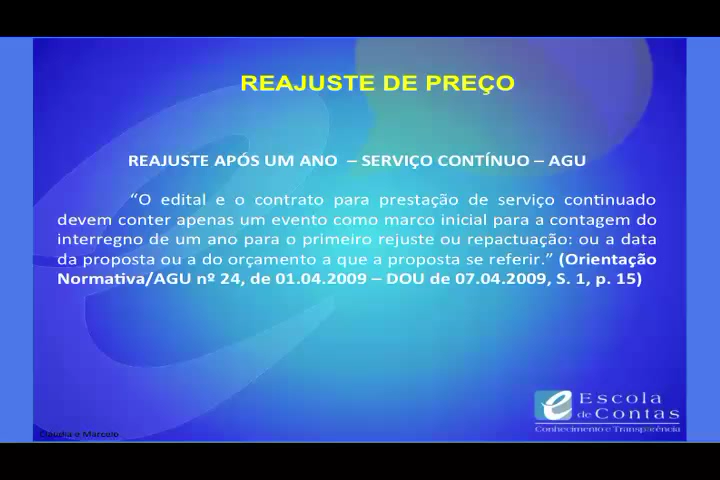 REAJUSTE DE PREÇO
REAJUSTE APÓS UM ANO – SERVIÇO CONTÍNUO – AGU
“O edital e o contrato para prestação de serviço continuado
devem conter apenas um evento como marco inicial para a contagem do
interregno de um ano para o primeiro rejuste ou repactuação: ou a data
da proposta ou a do orçamento a que a proposta se referir.” (Orientação
Normativa/AGU nº 24, de 01.04.2009 – DOU de 07.04.2009, S. 1, p. 15)
Escola
de Contas
Conhecimento e Transparência
Cláudia e Marcelo